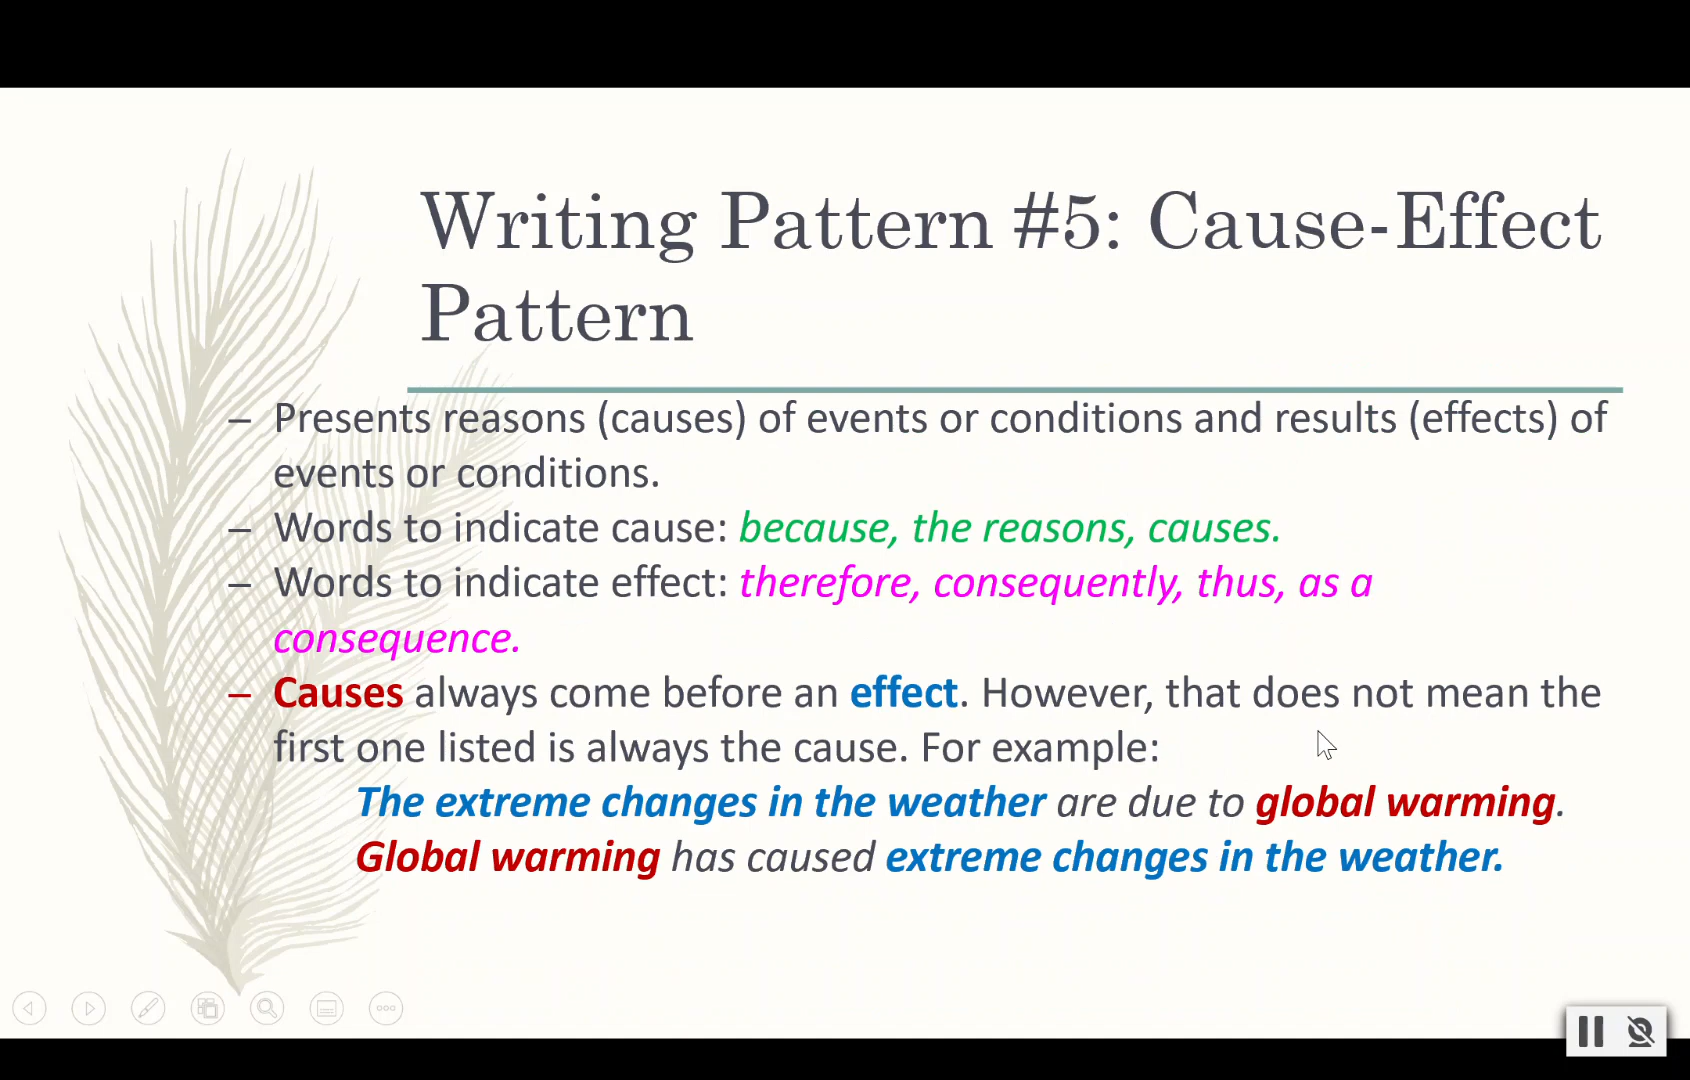 Writing Pattern #5: Cause-Effect
Pattern
– Presents reasons (causes) of events or conditions and results (effects) of
events or conditions.
– Words to indicate cause: because, the reasons, causes.
– Words to indicate effect: therefore, consequently, thus, as a
consequence.
– Causes always come before an effect. However, that does not mean the
first one listed is always the cause. For example:
The extreme changes in the weather are due to global warming.
Global warming has caused extreme changes in the weather.